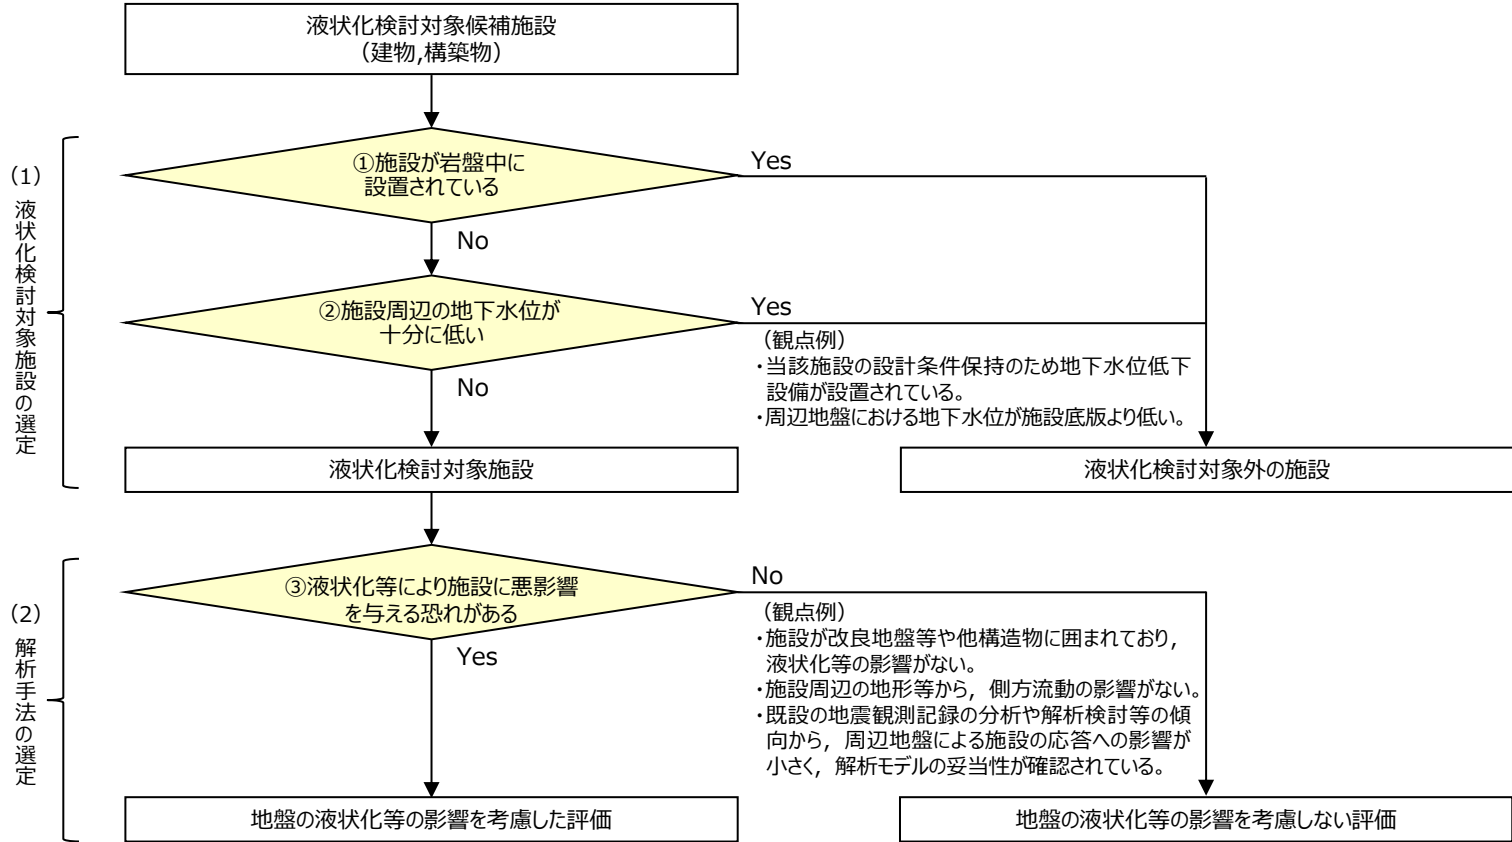 液状化検討対象候補施設
（建物,構築物）
(1)
液状化検討対象施設の選定
①施設が岩盤中に
設置されている
Yes
No
②施設周辺の地下水位が
十分に低い
Yes
（観点例）
・当該施設の設計条件保持のため地下水位低下
設備が設置されている。
・周辺地盤における地下水位が施設底版より低い。
No
液状化検討対象施設
液状化検討対象外の施設
(2)
解析手法の選定
③液状化等により施設に悪影響
を与える恐れがある
No
（観点例）
・施設が改良地盤等や他構造物に囲まれており，
液状化等の影響がない。
・施設周辺の地形等から，側方流動の影響がない。
・既設の地震観測記録の分析や解析検討等の傾
向から，周辺地盤による施設の応答への影響が
小さく，解析モデルの妥当性が確認されている。
Yes
地盤の液状化等の影響を考慮した評価
地盤の液状化等の影響を考慮しない評価